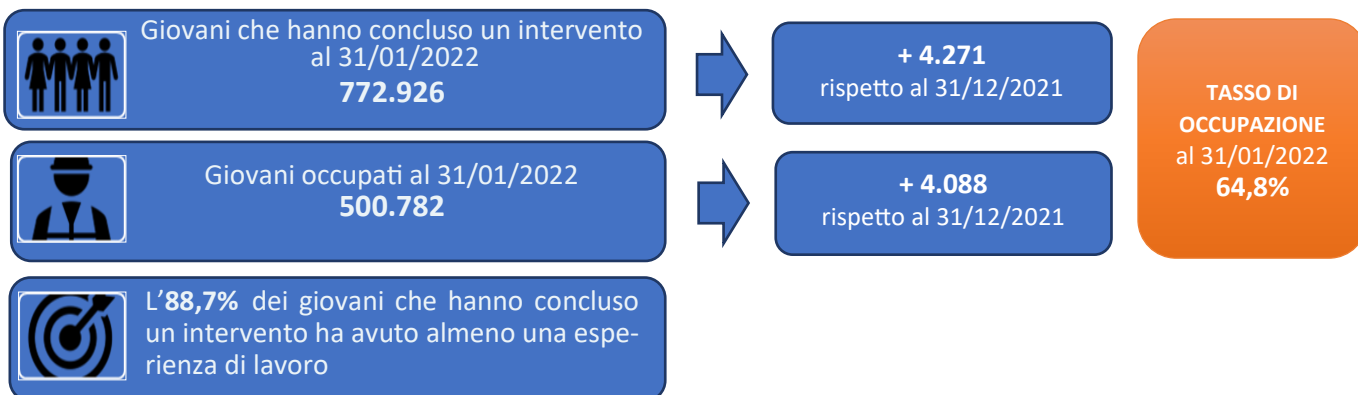 Giovani che hanno concluso un intervento
al 31/01/2022
772.926
+ 4.271
rispetto al 31/12/2021
TASSO DI
OCCUPAZIONE
al 31/01/2022
64,8%
Giovani occupati al 31/01/2022
500.782
+ 4.088
rispetto al 31/12/2021
L'88,7% dei giovani che hanno concluso
un intervento ha avuto almeno una espe-
rienza di lavoro